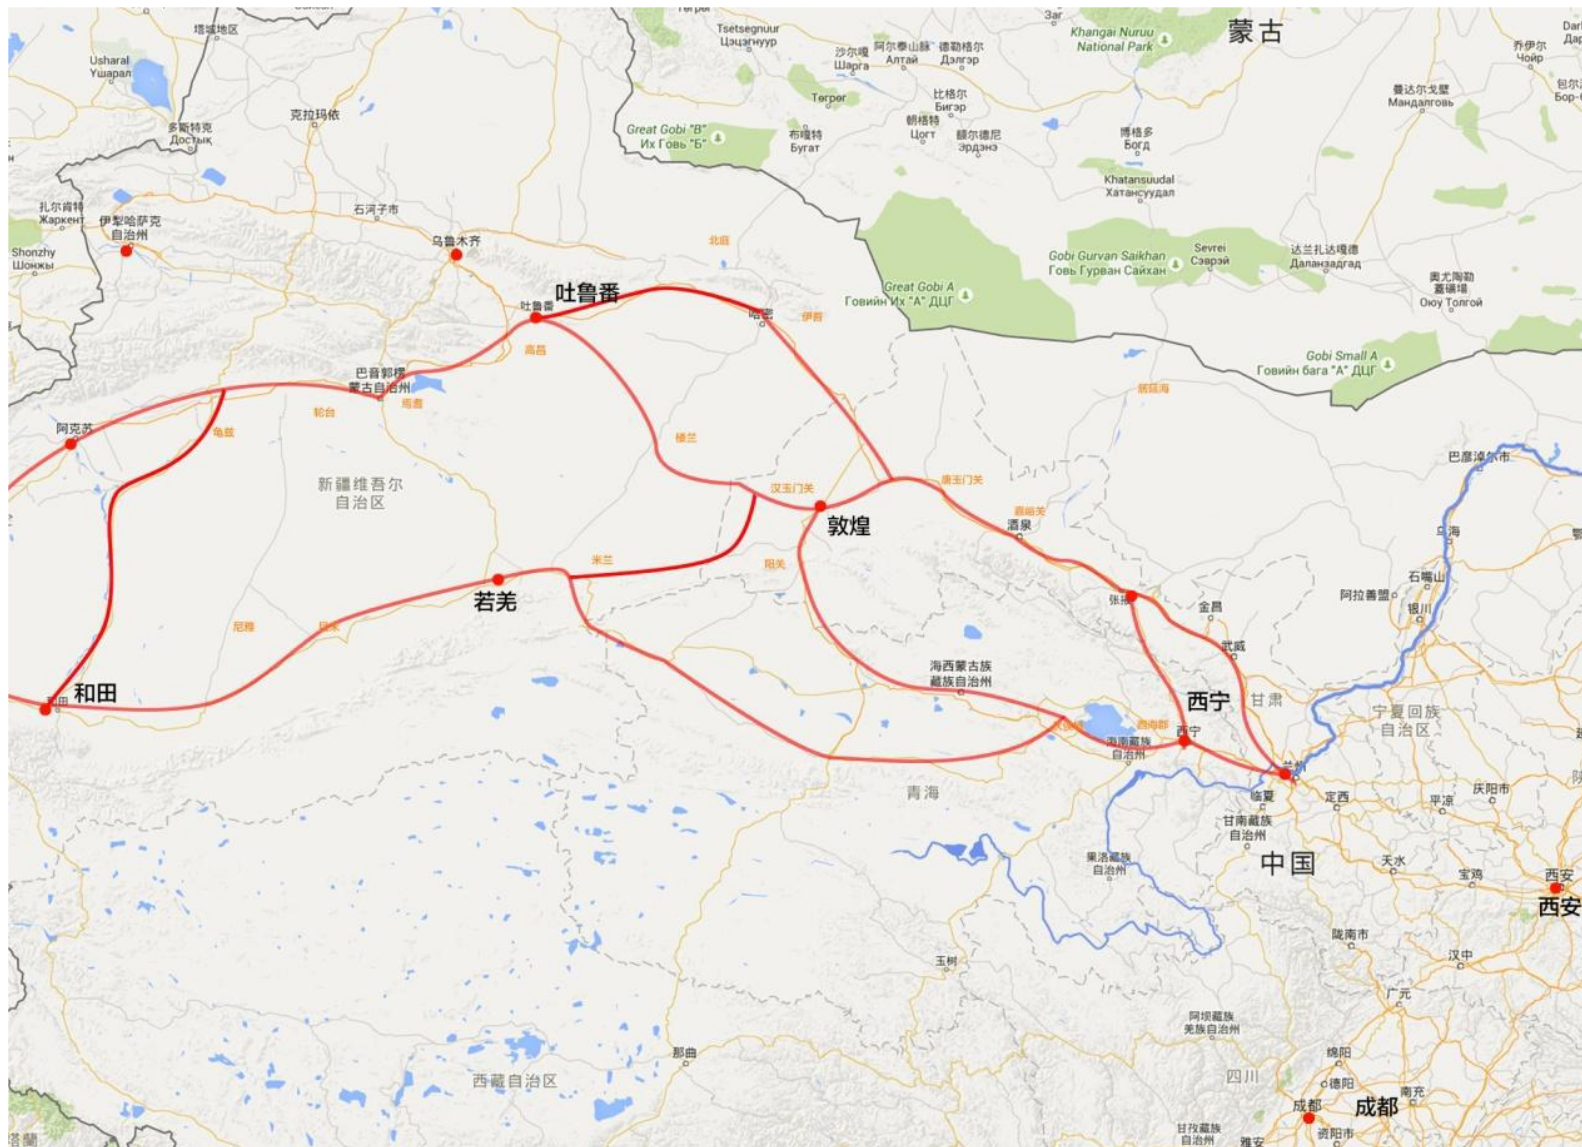 蒙古
Khangai Nuruu
National Park
Tsetsegnuur
Цэцэгнуур
塔城地区
Usharal
Ушарал
沙尔嘎
Шарга
阿尔泰山脉
Алтай
德勒格尔
Дэлгэр
乔伊尔
Чойр
克拉玛依
多斯特克
Достық
Төгрөг
比格尔
Бигэр
曼达尔戈壁
Мандалговь
Great Gobi "B"
Их Говь "Б"
布嘎特
Бугат
朝格特
Цогт
额尔德尼
Эрдэнэ
博格多
Богд
Khatansuudal
Хатансуудал
扎尔肯特
Жаркент
伊犁哈萨克
自治州
石河子市
乌鲁木齐
北庭
Shonzhy
Шонжы
Gobi Gurvan Saikhan
Говь Гурван Сайхан
Sevrei
Сэврэй
达兰扎达嘎德
Даланзадгад
奥尤陶勒
蓋礦場
Оюу Толгой
Great Gobi A
Говийн Их "А" ДЦГ
吐鲁番
吐鲁番
哈密
高昌
Gobi Small A
Говийн бага "А" ДЦГ
巴音郭楞
蒙古自治州
居延海
轮台
焉耆
阿克苏
龟兹
楼兰
巴彦淖尔市
新疆维吾尔
自治区
汉玉门关
唐玉门关
敦煌
嘉峪关
酒泉
乌海
米兰
阳关
石嘴山
若羌
张掖
阿拉善盟
金昌
银川
尼雅
武威
海西蒙古族
藏族自治州
和田
西宁
甘肃
宁夏回族
自治区
西海郡
西宁
海南藏族
自治州
兰州
青海
临夏
定西
平凉
庆阳市
甘南藏族
自治州
中国
果洛藏族
自治州
天水
宝鸡
西安
西安
陇南市
汉中
玉树
广元
阿坝藏族
羌族自治州
那曲
绵阳
西藏自治区
四川
德阳
南充
成都
成都
甘孜藏族
自治州
雅安
资阳市
塔蘭